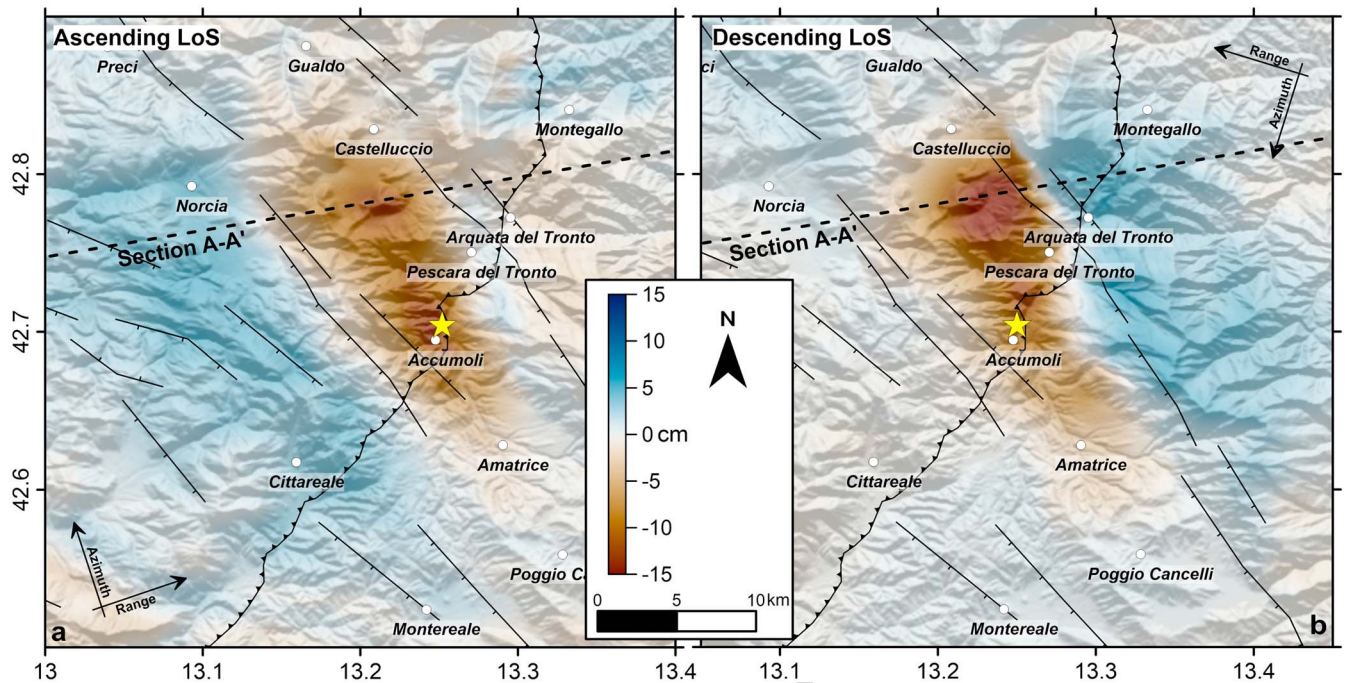 Ascending LoS
Preci
Gualdo
Montegallo
Castelluccio
Norcia
Section A-A'
Arquata del Tronto
Pescara del Tronto
Accumoli
Cittareale
Amatrice
Poggio Ca
Montereale
Azimuth
Range
a
42.8
42.7
42.6
13
13.1
13.2
13.3
13.4
15
10
5
0 cm
-5
-10
-15
N
0
5
10 km
Descending LoS
ci
Gualdo
Range
Azimuth
Montegallo
Castelluccio
Norcia
Section A-A'
Arquata del Tronto
Pescara del Tronto
Accumoli
Cittareale
Amatrice
Poggio Cancelli
Montereale
b
13.1
13.2
13.3
13.4